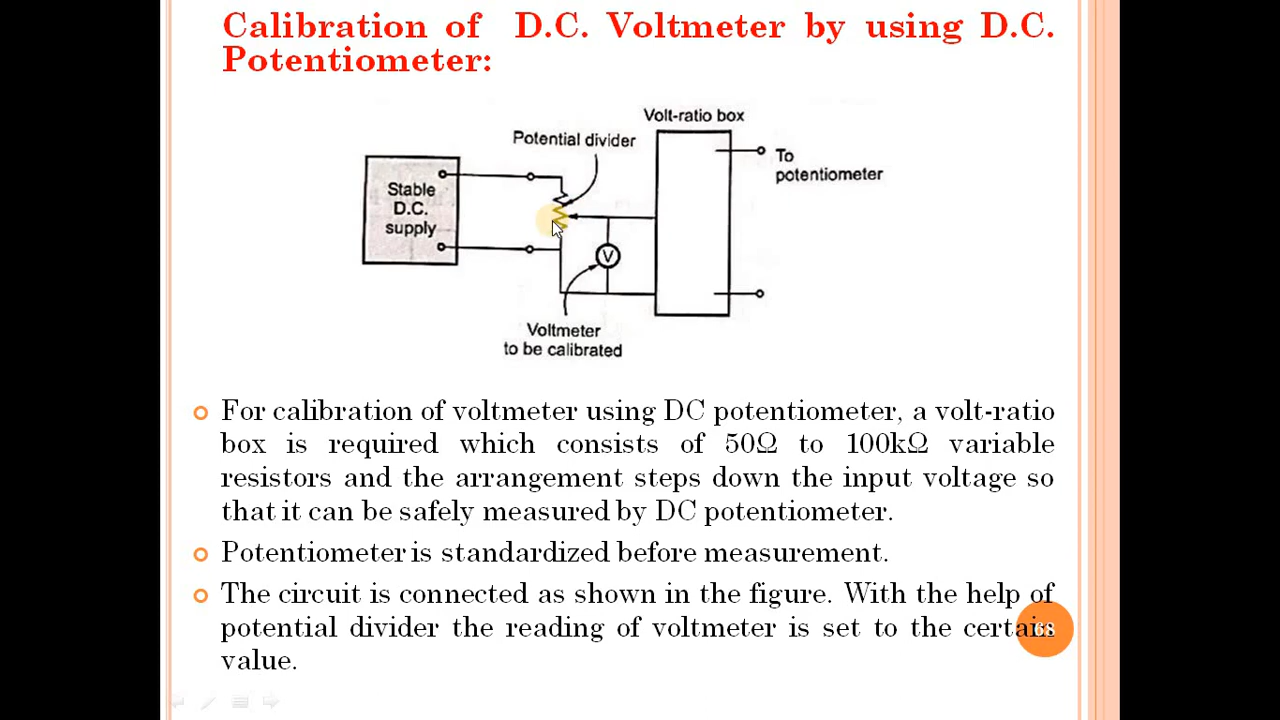 Calibration of D.C. Voltmeter by using D.C.
Potentiometer:
Volt-ratio box
Potential divider
To
potentiometer
Stable
D.C.
supply
V
Voltmeter
to be calibrated
For calibration of voltmeter using DC potentiometer, a volt-ratio
box is required which consists of 50Ω to 100kΩ variable
resistors and the arrangement steps down the input voltage so
that it can be safely measured by DC potentiometer.
Potentiometer is standardized before measurement.
The circuit is connected as shown in the figure. With the help of
potential divider the reading of voltmeter is set to the certain
value.
68